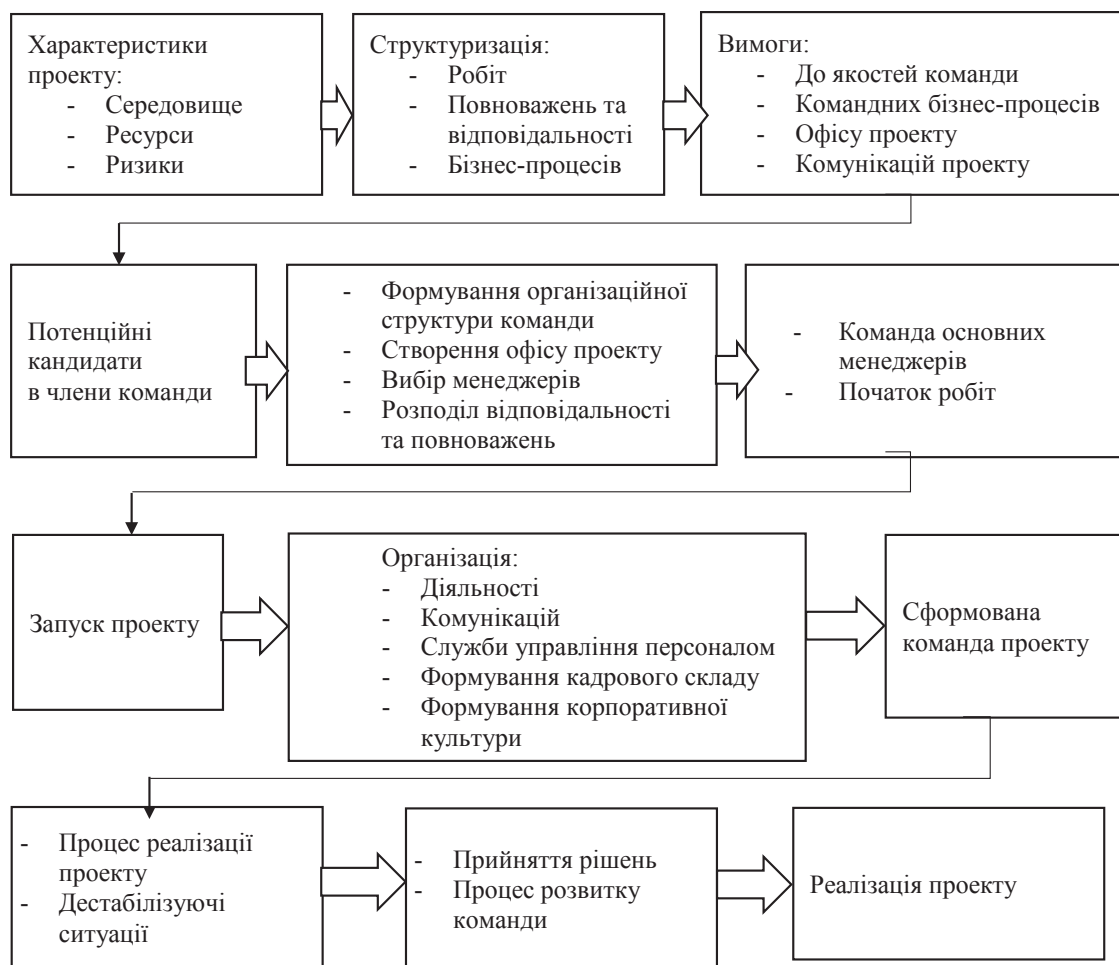 Характеристики
проекту:
- Середовище
- Ресурси
- Ризики
Структуризація:
- Робіт
- Повноважень та
відповідальності
- Бізнес-процесів
Вимоги:
- До якостей команди
- Командних бізнес-процесів
- Офісу проекту
- Комунікацій проекту
Потенційні
кандидати
в члени команди
- Формування організаційної
структури команди
- Створення офісу проекту
- Вибір менеджерів
- Розподіл відповідальності
та повноважень
- Команда основних
менеджерів
- Початок робіт
Запуск проекту
Організація:
- Діяльності
- Комунікацій
- Служби управління персоналом
- Формування кадрового складу
- Формування корпоративної
культури
Сформована
команда проекту
- Процес реалізації
проекту
- Дестабілізуючі
ситуації
- Прийняття рішень
- Процес розвитку
команди
Реалізація проекту